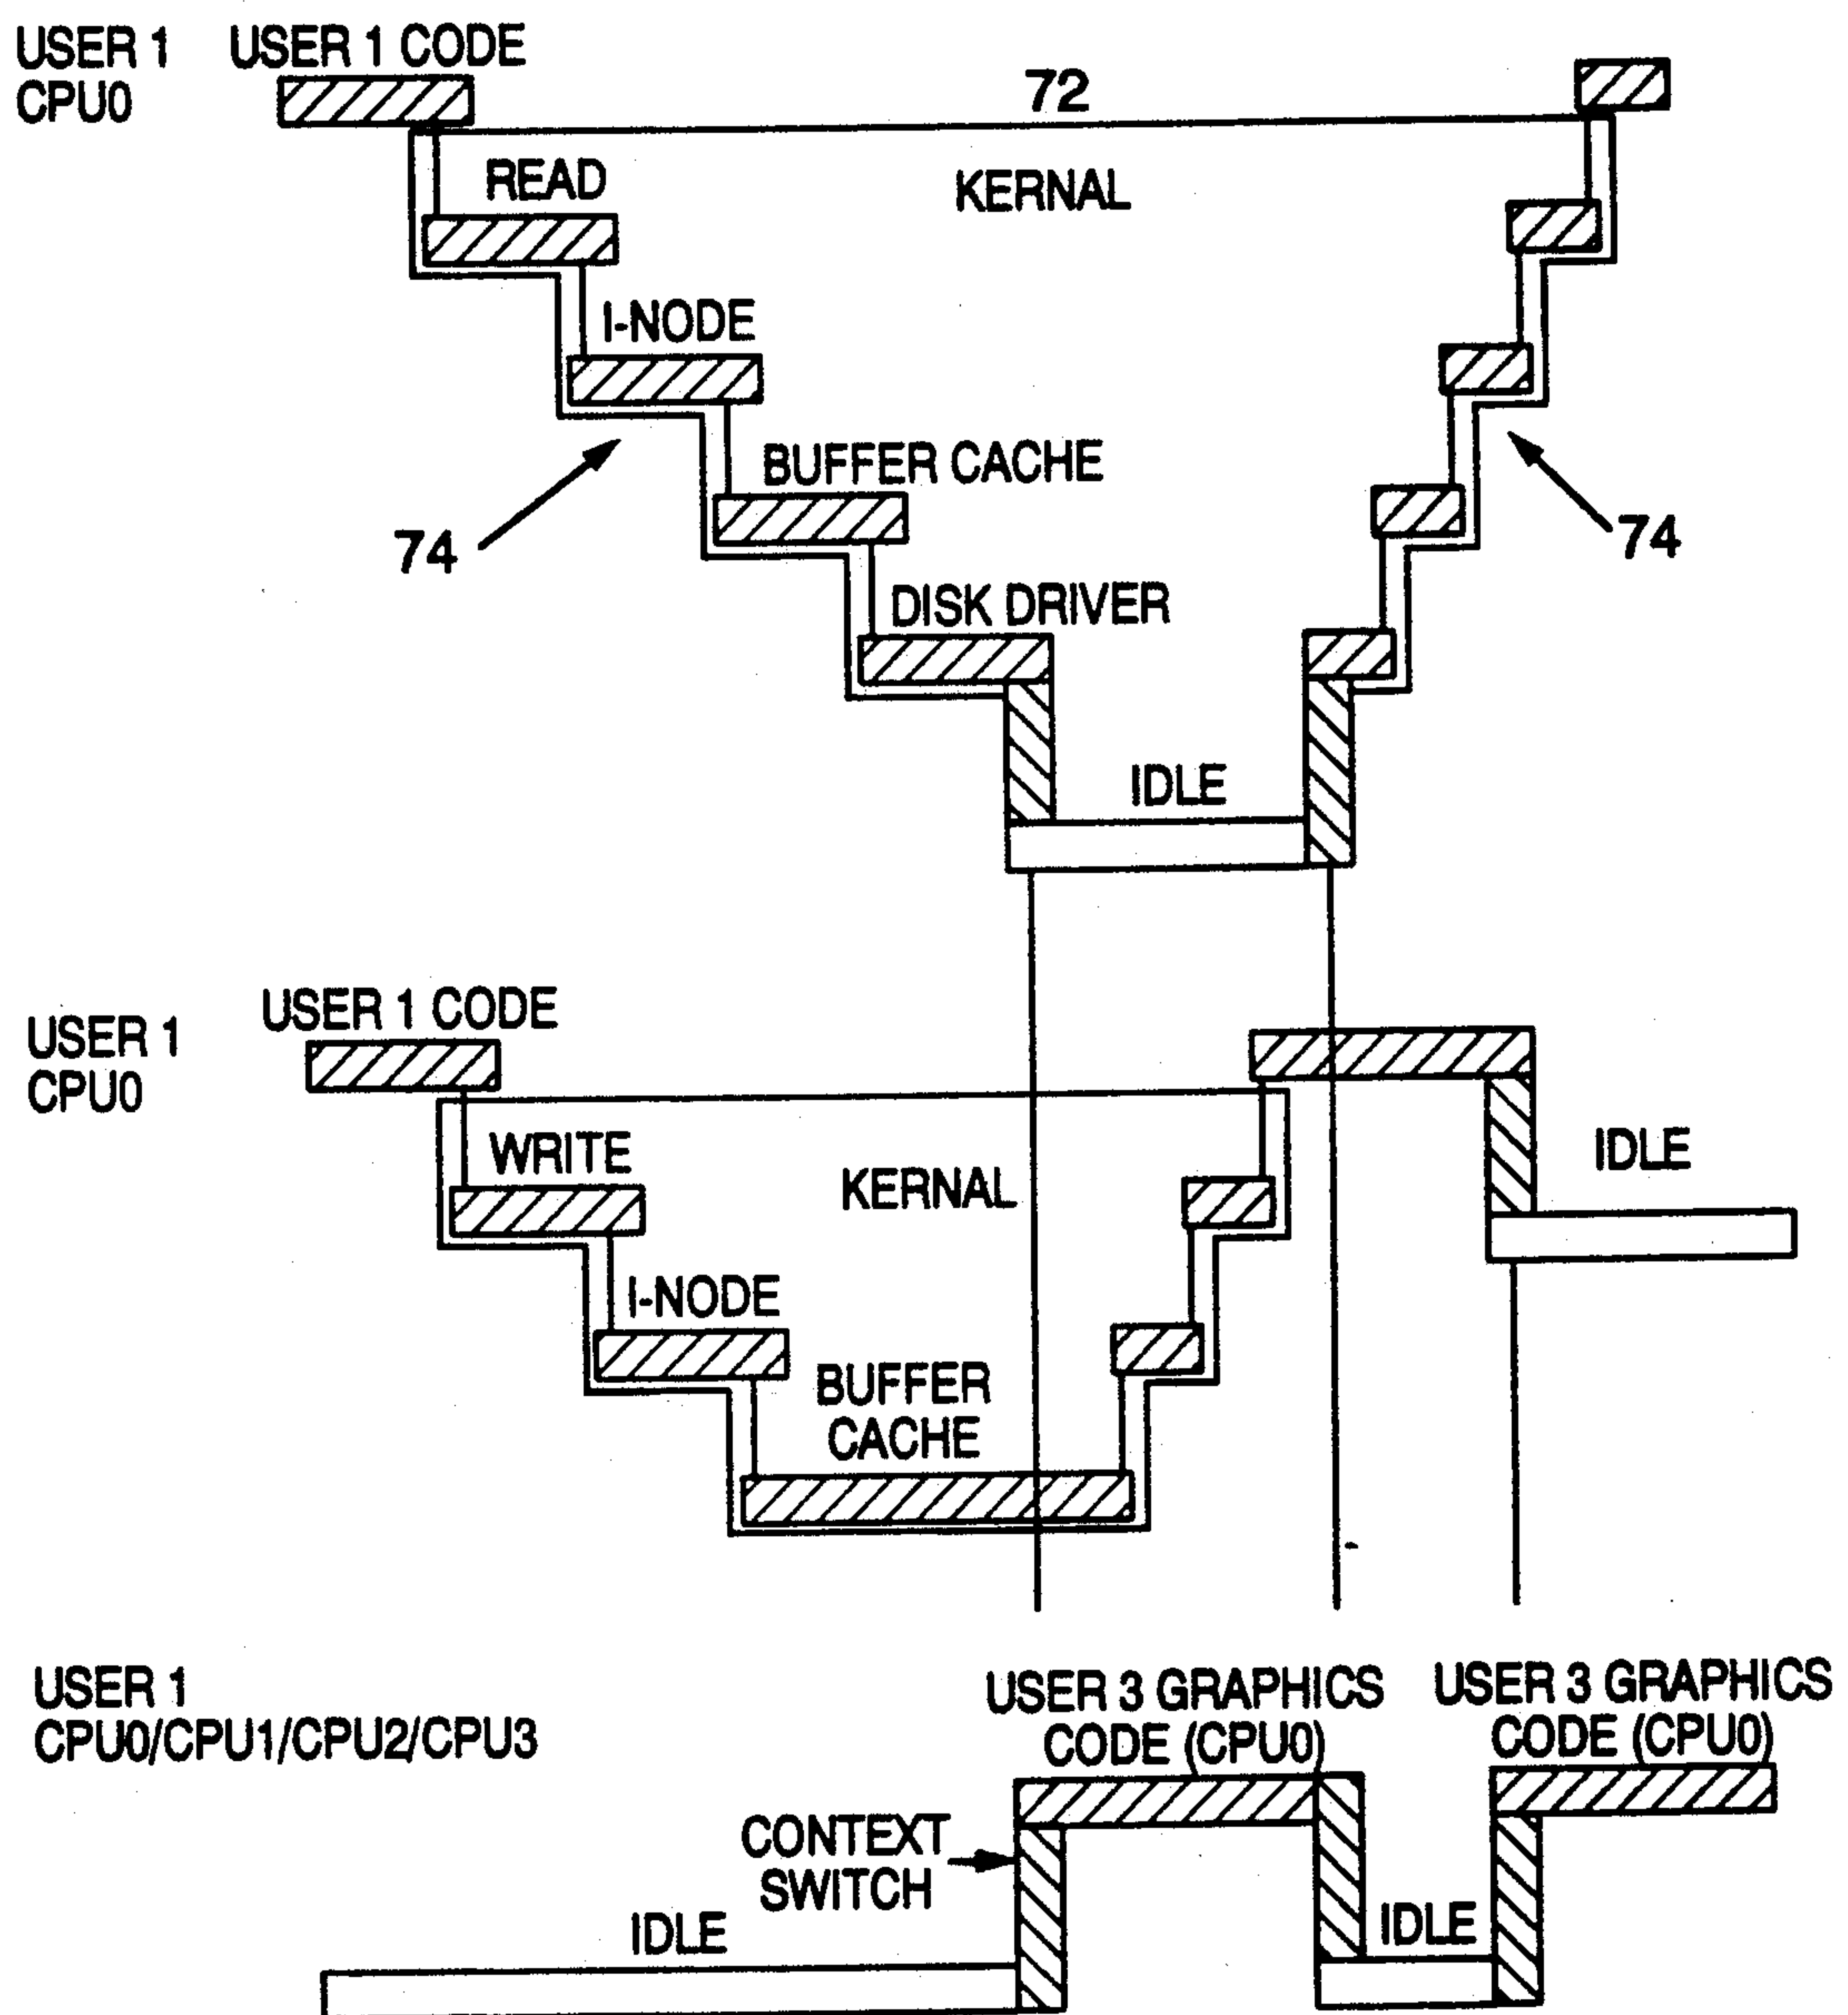 USER 1
CPU0
USER 1 CODE
72
READ
KERNAL
I-NODE
BUFFER CACHE
74
74
DISK DRIVER
IDLE
USER 1
CPU0
USER 1 CODE
WRITE
KERNAL
IDLE
I-NODE
BUFFER
CACHE
USER 1
CPU0/CPU1/CPU2/CPU3
USER 3 GRAPHICS
CODE (CPU0)
USER 3 GRAPHICS
CODE (CPU0)
CONTEXT
SWITCH
IDLE
IDLE